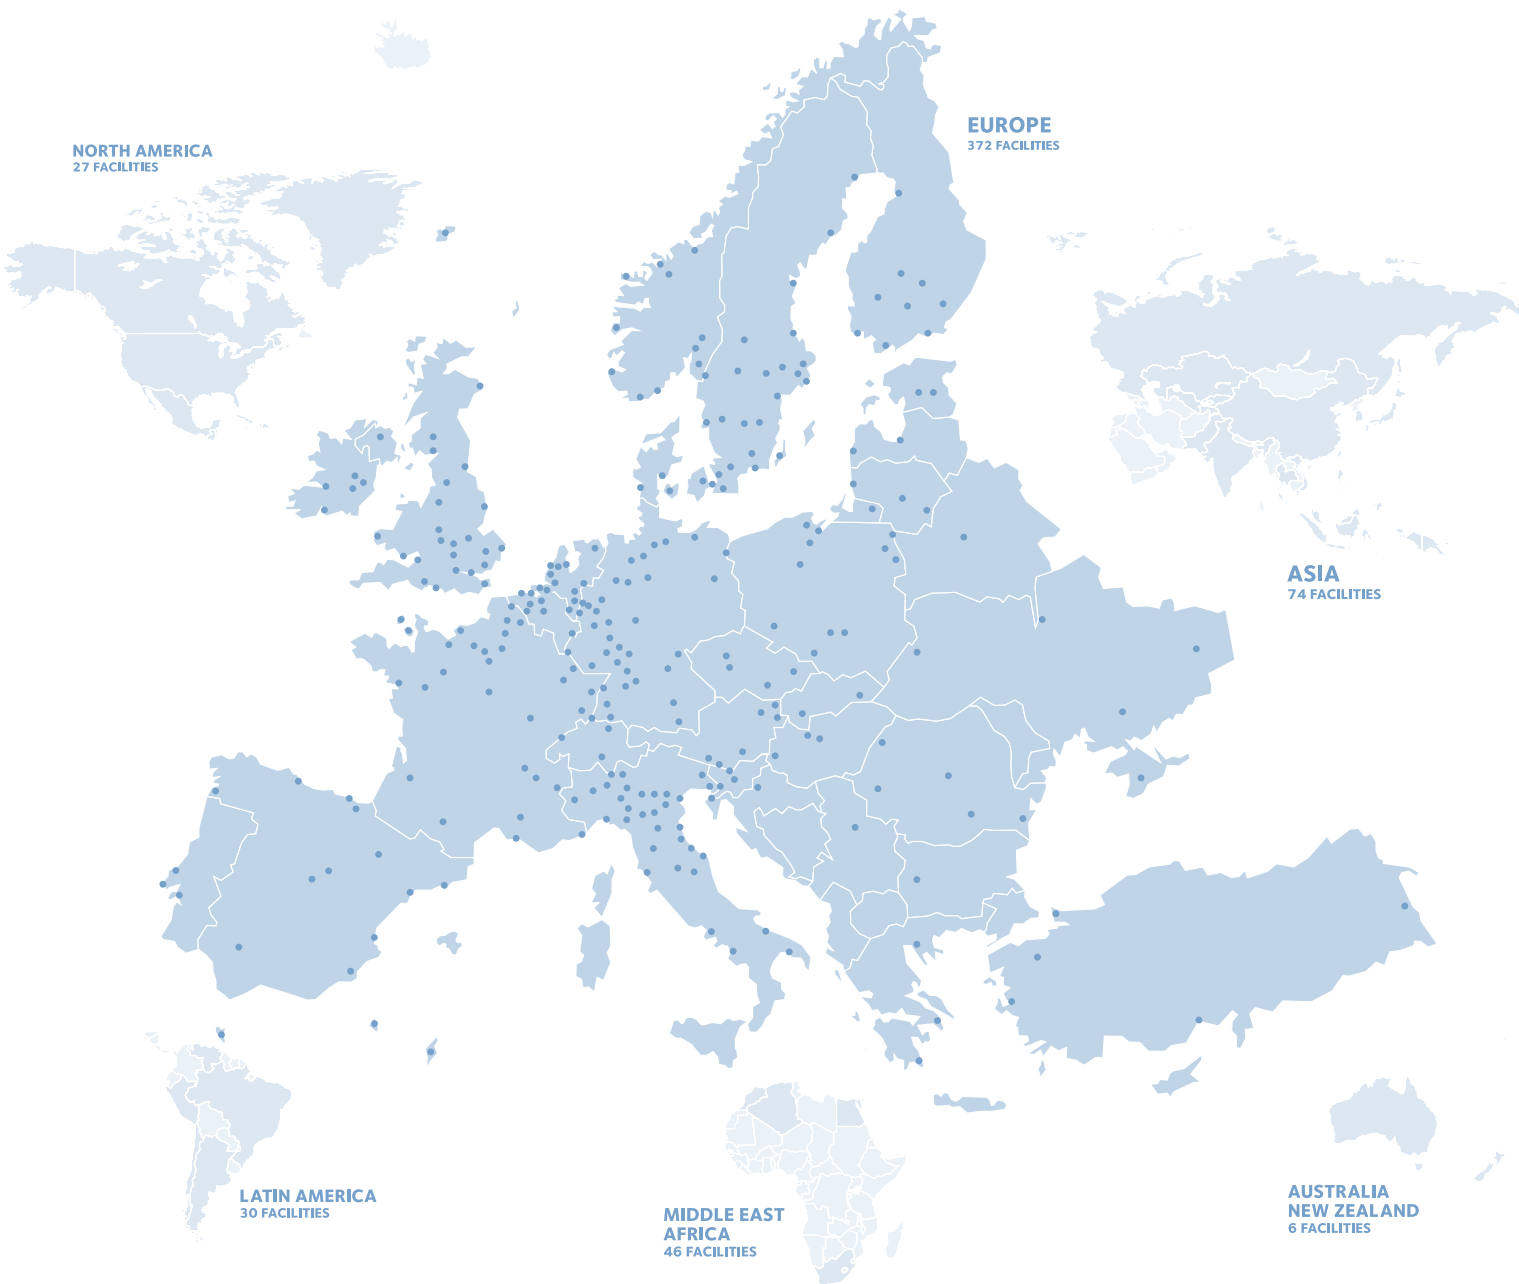 EUROPE
372 FACILITIES
NORTH AMERICA
27 FACILITIES
ASIA
74 FACILITIES
LATIN AMERICA
30 FACILITIES
MIDDLE EAST
AFRICA
46 FACILITIES
AUSTRALIA
NEW ZEALAND
6 FACILITIES